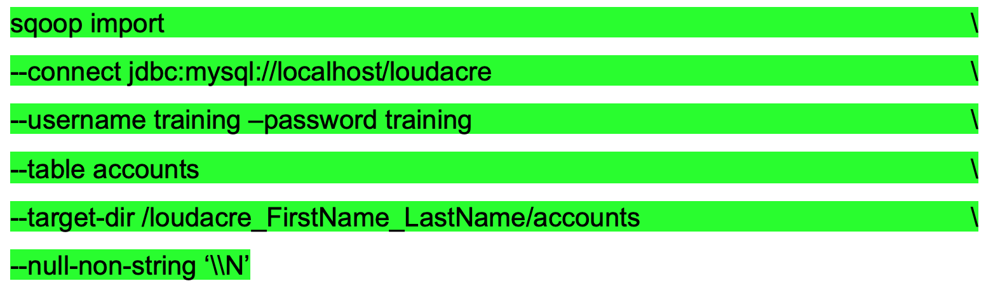 sqoop import \
--connect jdbc:mysql://localhost/loudacre \
--username training –password training \
--table accounts \
--target-dir /loudacre_FirstName_LastName/accounts \
--null-non-string ‘\\N’